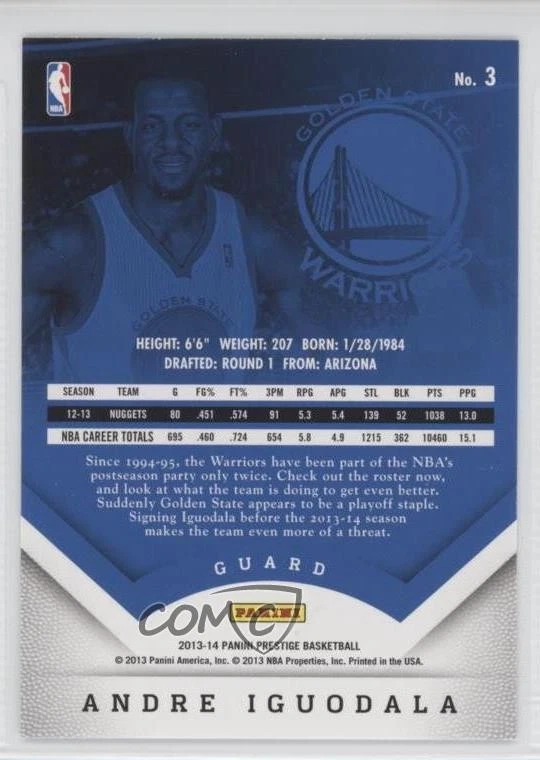 NBA
No. 3
GOLDEN STATE
WARRIORS
GOLDEN STATE
HEIGHT: 6'6" WEIGHT: 207 BORN: 1/28/1984
DRAFTED: ROUND 1 FROM: ARIZONA
SEASON TEAM G FG% FT% 3PM RPG APG STL BLK PTS PPG
12-13 NUGGETS 80 .451 .574 91 5.3 5.4 139 52 1038 13.0
NBA CAREER TOTALS 695 .460 .724 654 5.8 4.9 1215 362 10460 15.1
Since 1994-95, the Warriors have been part of the NBA's
postseason party only twice. Check out the roster now,
and look at what the team is doing to get even better.
Suddenly Golden State appears to be a playoff staple.
Signing Iguodala before the 2013-14 season
makes the team even more of a threat.
GUARD
COMC
PANINI
2013-14 PANINI PRESTIGE BASKETBALL
© 2013 Panini America, Inc. © 2013 NBA Properties, Inc. Printed in the USA.
ANDRE IGUODALA